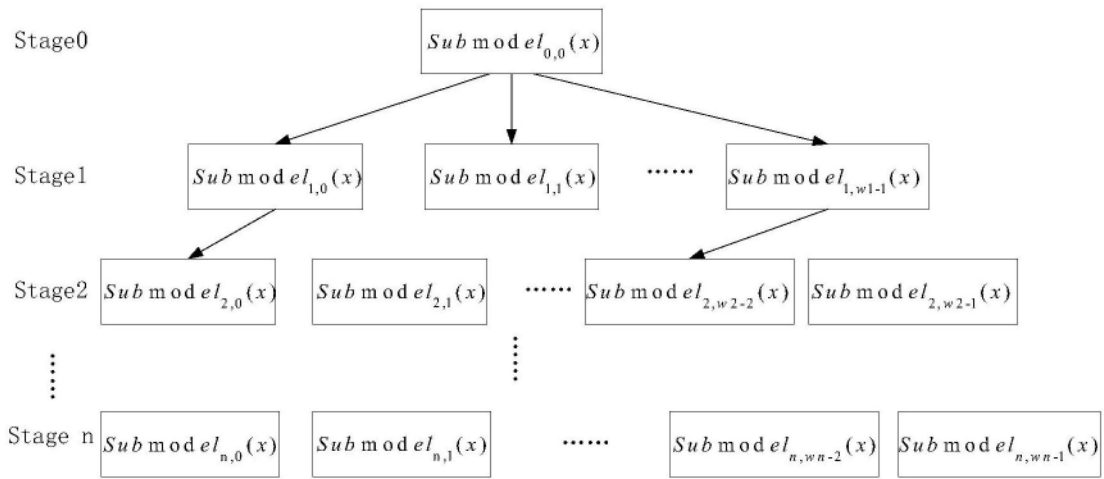 Stage0 Submodel0,0(x)
Stage1 Submodel1,0(x) Submodel1,1(x) ...... Submodel1,w1-1(x)
Stage2 Submodel2,0(x) Submodel2,1(x) ...... Submodel2,w2-2(x) Submodel2,w2-1(x)
...... ......
Stage n Submodeln,0(x) Submodeln,1(x) ...... Submodeln,wn-2(x) Submodeln,wn-1(x)